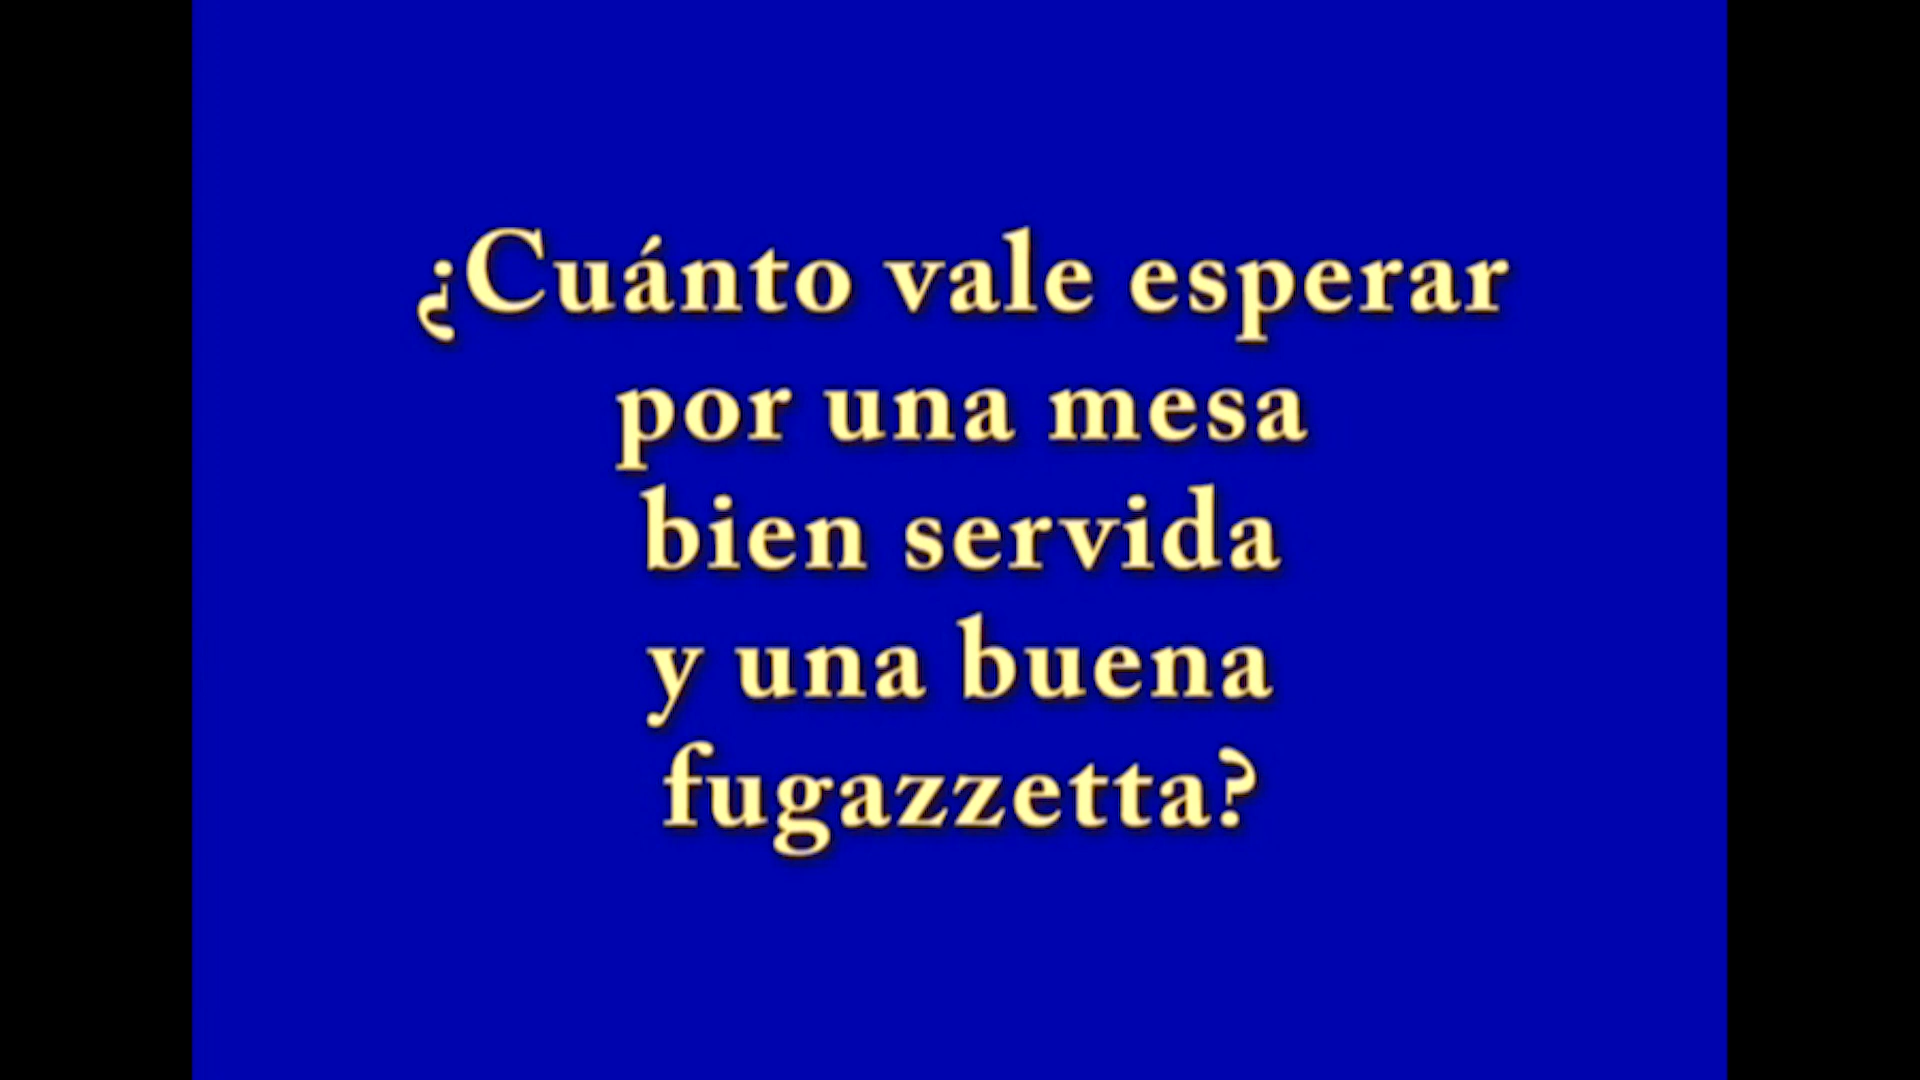 ¿Cuánto vale esperar
por una mesa
bien servida
y una buena
fugazzetta?